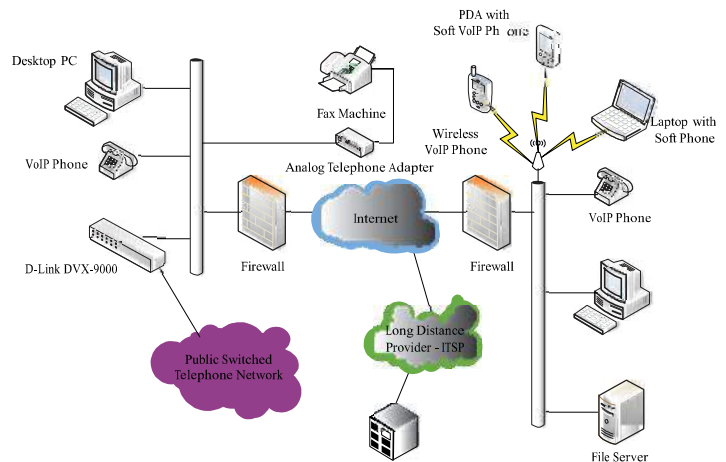 PDA with
Soft VoIP Phone
Desktop PC
Fax Machine
Wireless
VoIP Phone
Laptop with
Soft Phone
VoIP Phone
Analog Telephone Adapter
VoIP Phone
Internet
D-Link DVX-9000
Firewall
Firewall
Long Distance
Provider - ITSP
Public Switched
Telephone Network
File Server